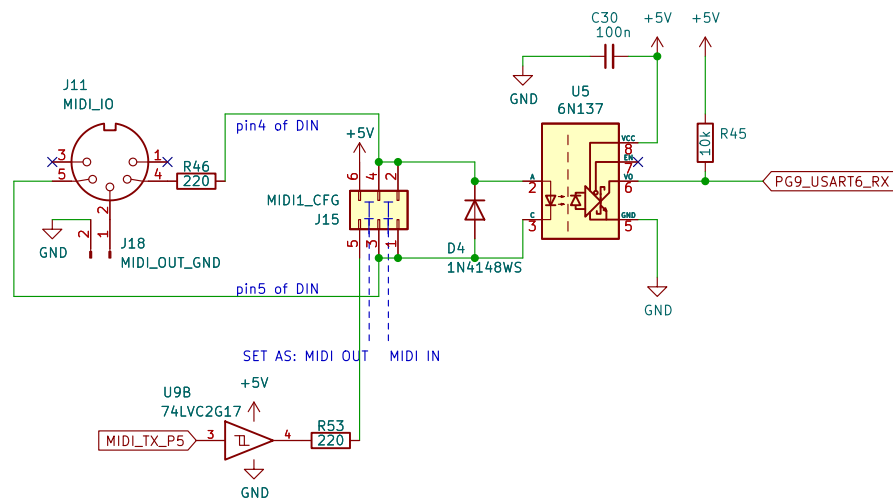 C30
100n
+5V
+5V
GND
U5
6N137
J11
MIDI_IO
pin4 of DIN
+5V
R45
10k
VCC
8
EN
7
3
1
5
4
2
R46
220
6
4
2
A
2
VO
6
PG9_USART6_RX
MIDI1_CFG
J15
C
3
GND
5
2
1
GND
J18
MIDI_OUT_GND
5
3
1
D4
1N4148WS
pin5 of DIN
GND
SET AS: MIDI OUT
MIDI IN
U9B
74LVC2G17
+5V
MIDI_TX_P5
3
4
R53
220
GND